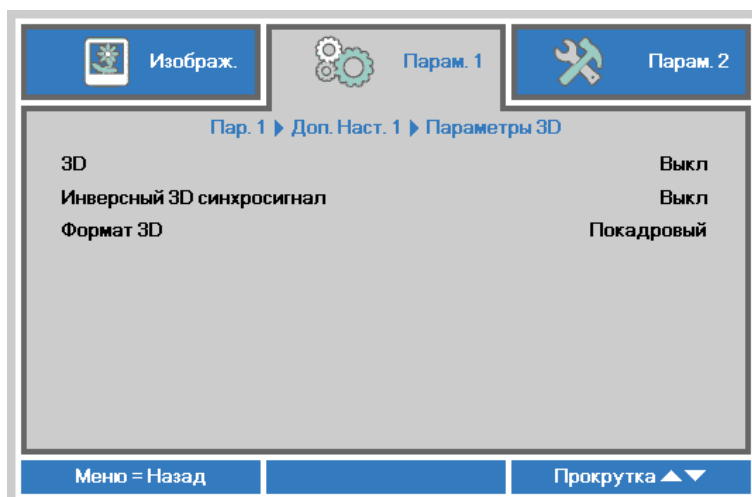 Изображ. Парам. 1 Парам. 2
Пар. 1 Доп. Наст. 1 Параметры 3D
3D Выкл
Инверсный 3D синхросигнал Выкл
Формат 3D Покадровый
Меню = Назад Прокрутка